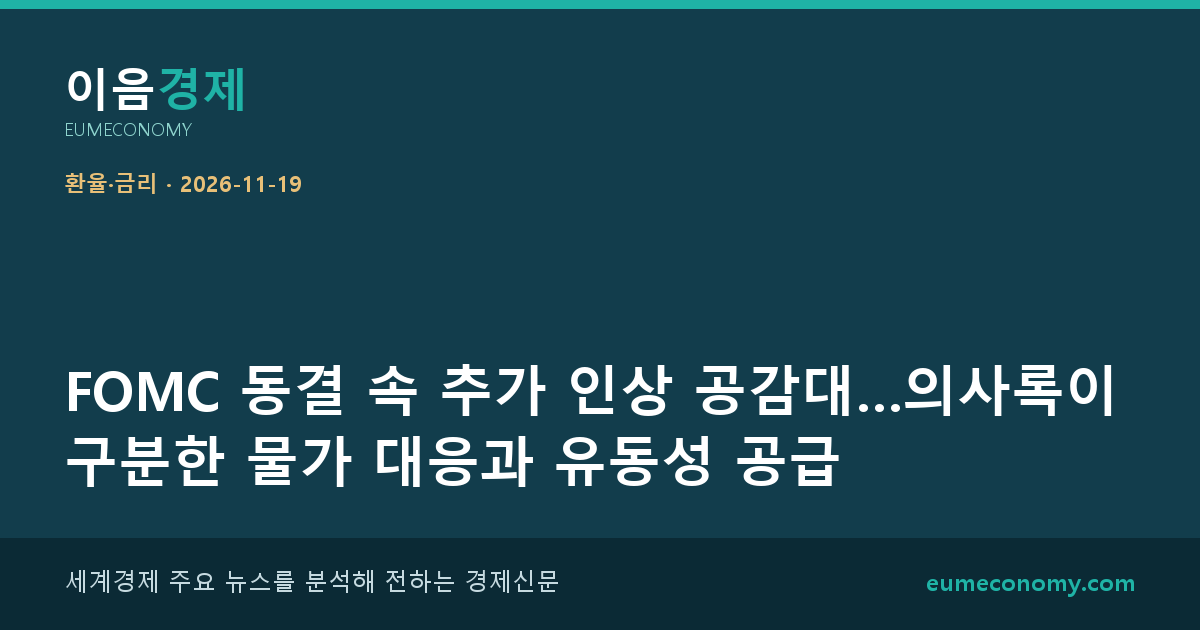 이음경제
EUMECONOMY
환율·금리 · 2026-11-19
FOMC 동결 속 추가 인상 공감대…의사록이
구분한 물가 대응과 유동성 공급
세계경제 주요 뉴스를 분석해 전하는 경제신문
eumeconomy.com